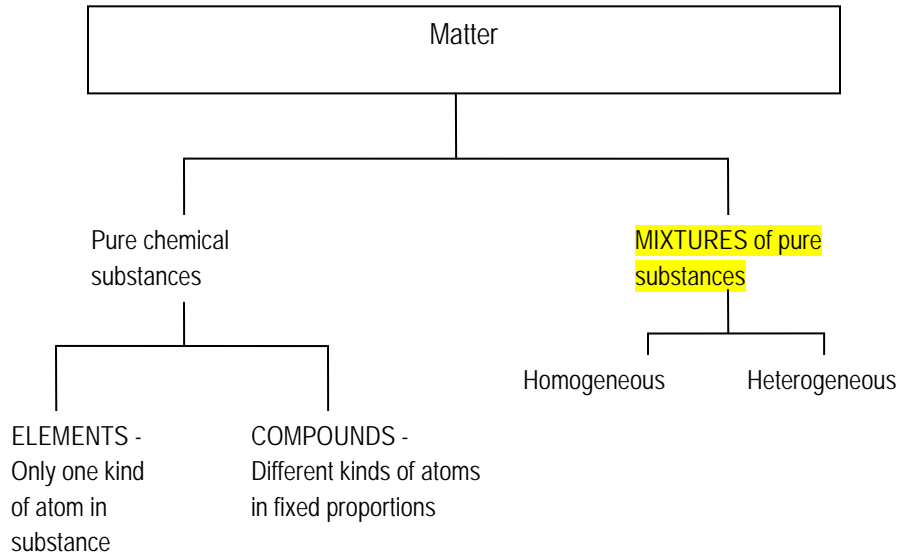 Matter
Pure chemical
substances
MIXTURES of pure
substances
Homogeneous
Heterogeneous
ELEMENTS -
Only one kind
of atom in
substance
COMPOUNDS -
Different kinds of atoms
in fixed proportions